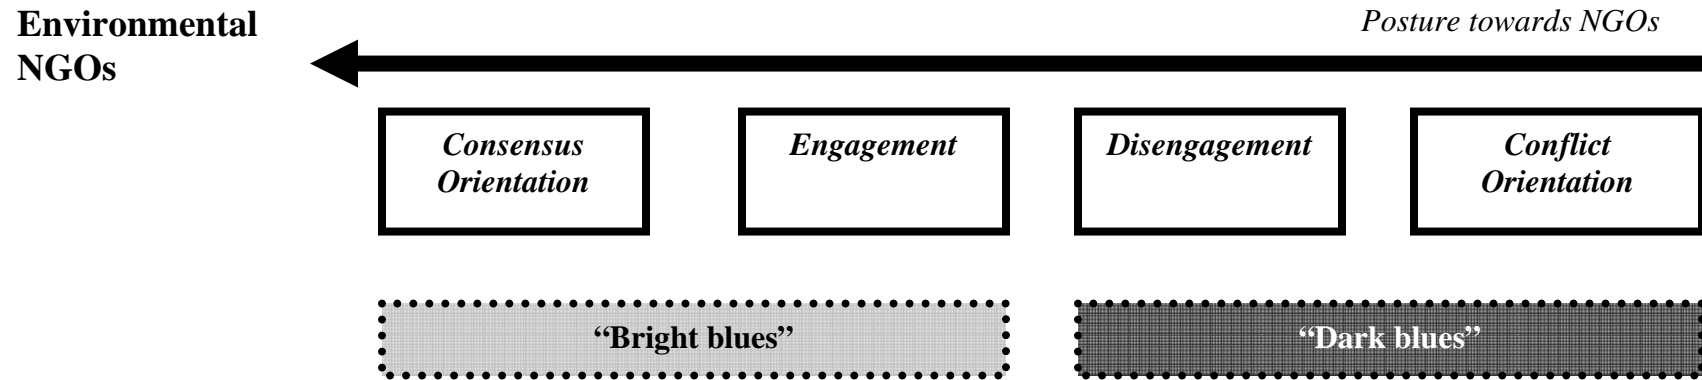 Environmental
NGOs
Posture towards NGOs
Consensus
Orientation
Engagement
Disengagement
Conflict
Orientation
“Bright blues”
“Dark blues”